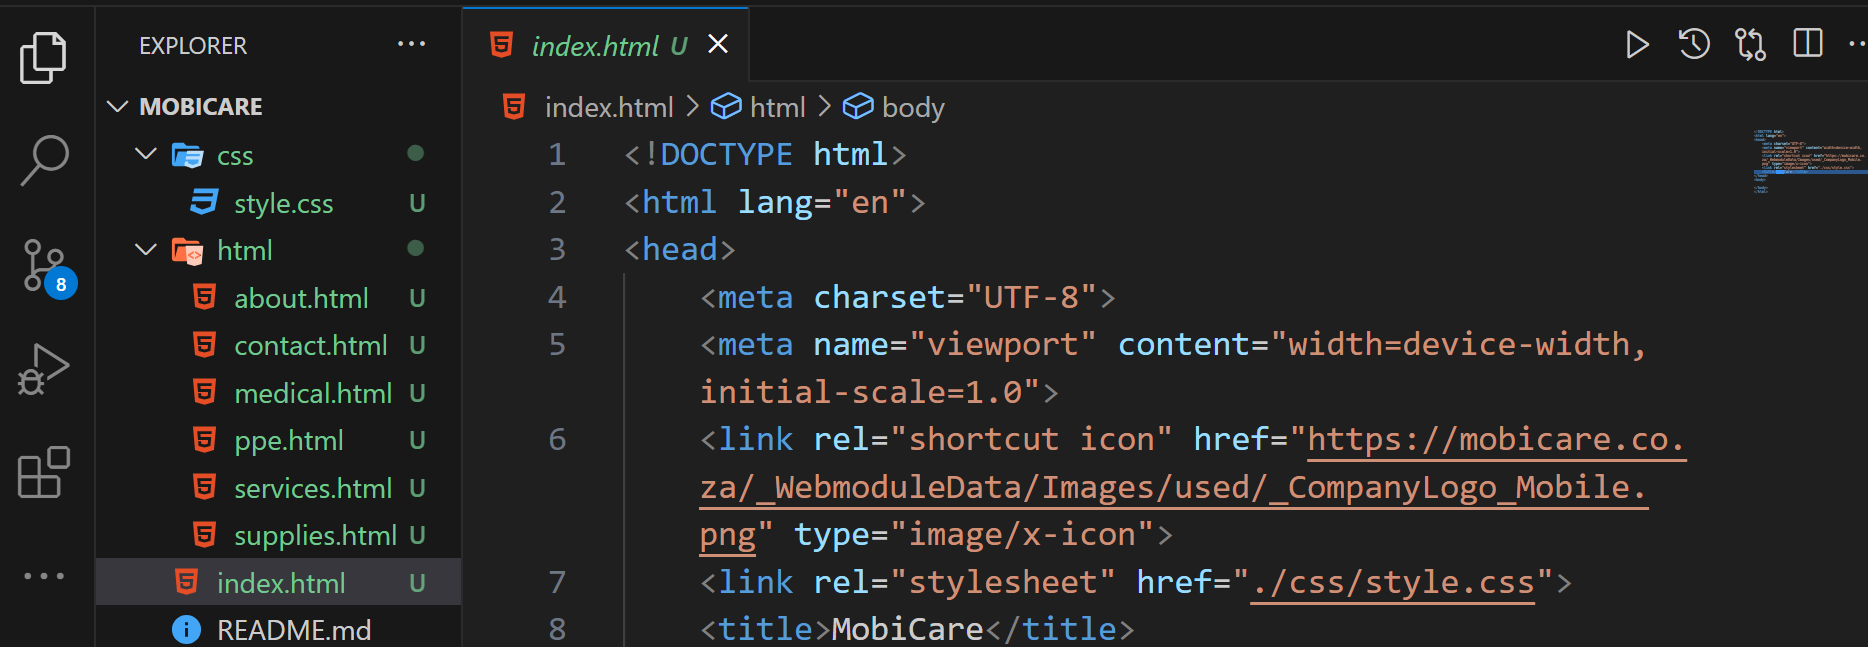 EXPLORER
MOBICARE
css
style.css U
html
about.html U
contact.html U
medical.html U
ppe.html U
services.html U
supplies.html U
index.html U
README.md
8
index.html U
index.html > html > body
1 <!DOCTYPE html>
2 <html lang="en">
3 <head>
4 <meta charset="UTF-8">
5 <meta name="viewport" content="width=device-width,
initial-scale=1.0">
6 <link rel="shortcut icon" href="https://mobicare.co.
za/_WebmoduleData/Images/used/_CompanyLogo_Mobile.
png" type="image/x-icon">
7 <link rel="stylesheet" href="./css/style.css">
8 <title>MobiCare</title>